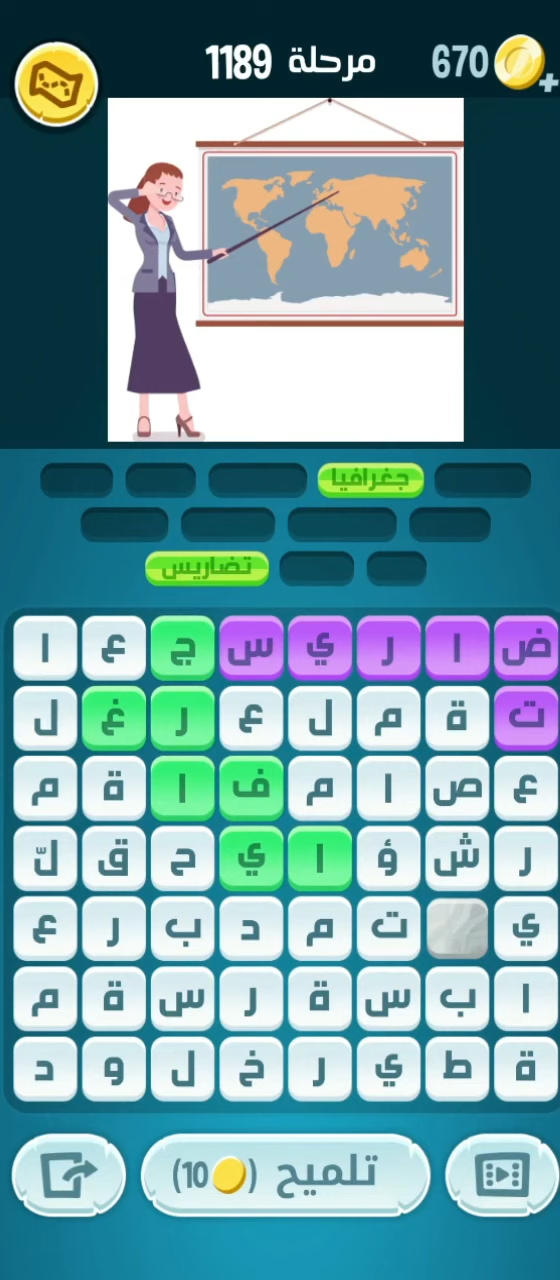 670 مرحلة 1189
جغرافيا
تضاريس
ض ا ر ي س ج ع ا
ت ة م ل ع ر غ ل
ع ص ا م ف ا ة م
ر ش ؤ ا ي ح ق لّ
ي ت م د ب ر ع
ا ب س ة ر س ة م
ة ط ي ر خ ل و د
تلميح (10)